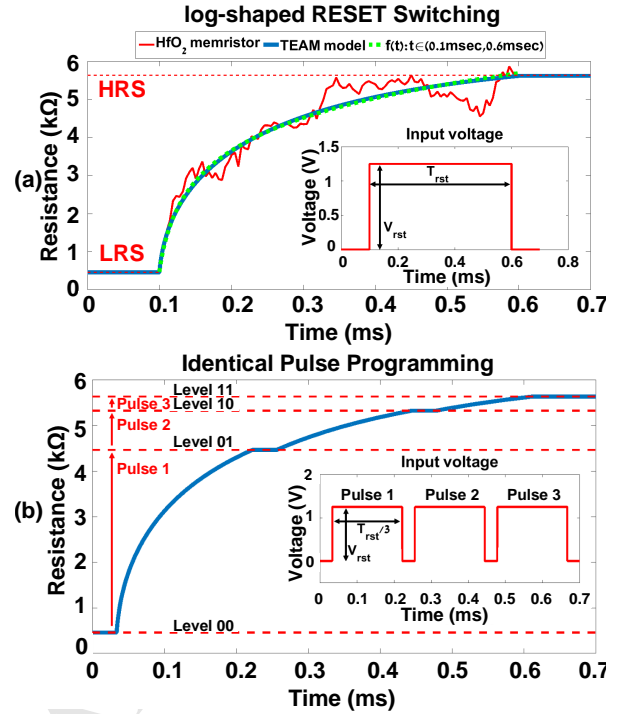 log-shaped RESET Switching
HfO2 memristor TEAM model f(t):t∈(0.1msec,0.6msec)
(a)
Resistance (kΩ)
6
5
4
3
2
1
0
HRS
LRS
0 0.1 0.2 0.3 0.4 0.5 0.6 0.7
Time (ms)
Input voltage
Voltage (V)
1.5
1
0.5
0
Trst
Vrst
0 0.2 0.4 0.6 0.8
Time (ms)
Identical Pulse Programming
(b)
Resistance (kΩ)
6
5
4
3
2
1
0
Level 11
Pulse 3 Level 10
Pulse 2
Level 01
Pulse 1
Level 00
0 0.1 0.2 0.3 0.4 0.5 0.6 0.7
Time (ms)
Input voltage
Voltage (V)
2
1
0
Pulse 1 Pulse 2 Pulse 3
Trst/3
Vrst
0 0.1 0.2 0.3 0.4 0.5 0.6 0.7
Time (ms)